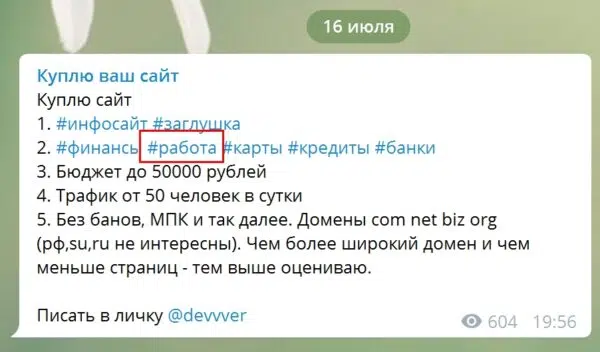 16 июля
Куплю ваш сайт
Куплю сайт
1. #инфосайт #заглушка
2. #финансы #работа #карты #кредиты #банки
3. Бюджет до 50000 рублей
4. Трафик от 50 человек в сутки
5. Без банов, МПК и так далее. Домены com net biz org
(рф,su,ru не интересны). Чем более широкий домен и чем
меньше страниц - тем выше оцениваю.
Писать в личку @devvver
604 19:56